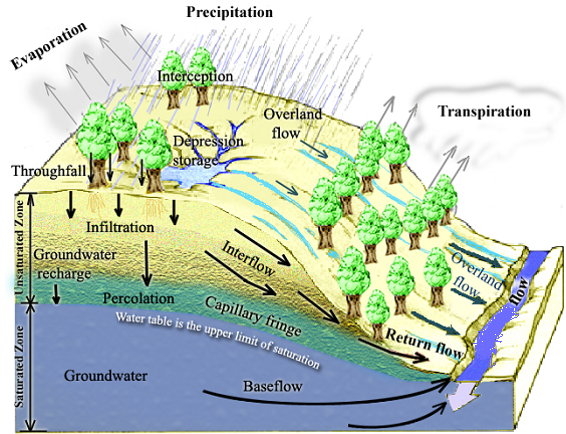 Precipitation
Evaporation
Interception
Overland
flow
Transpiration
Depression
storage
Throughfall
Unsaturated Zone
Infiltration
Groundwater
recharge
Interflow
Overland
flow
flow
Percolation
Capillary fringe
Water table is the upper limit of saturation
Return flow
Saturated Zone
Groundwater
Baseflow